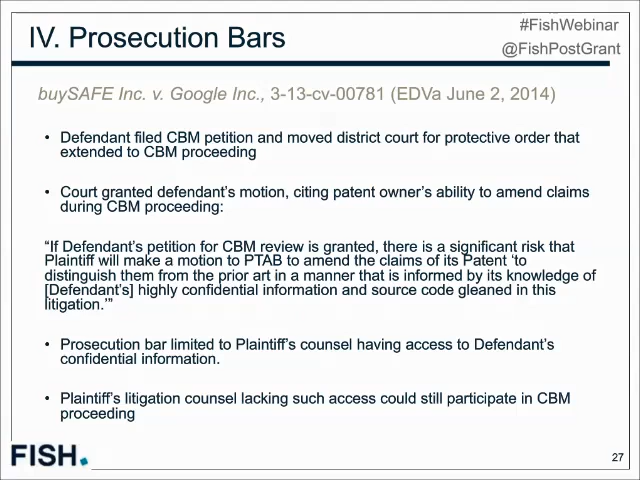 IV. Prosecution Bars
#FishWebinar
@FishPostGrant
buySAFE Inc. v. Google Inc., 3-13-cv-00781 (EDVa June 2, 2014)
• Defendant filed CBM petition and moved district court for protective order that
extended to CBM proceeding
• Court granted defendant's motion, citing patent owner's ability to amend claims
during CBM proceeding:
“If Defendant's petition for CBM review is granted, there is a significant risk that
Plaintiff will make a motion to PTAB to amend the claims of its Patent ‘to
distinguish them from the prior art in a manner that is informed by its knowledge of
[Defendant's] highly confidential information and source code gleaned in this
litigation.’”
• Prosecution bar limited to Plaintiff's counsel having access to Defendant's
confidential information.
• Plaintiff's litigation counsel lacking such access could still participate in CBM
proceeding
FISH.
27